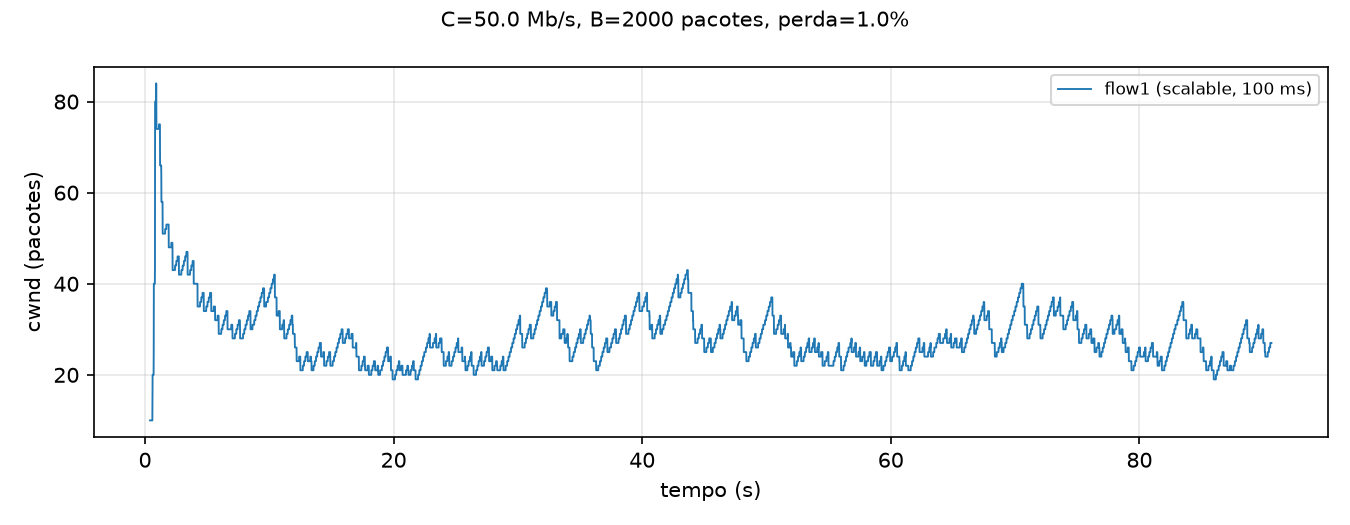 C=50.0 Mb/s, B=2000 pacotes, perda=1.0%
flow1 (scalable, 100 ms)
cwnd (pacotes)
80
60
40
20
0 20 40 60 80
tempo (s)